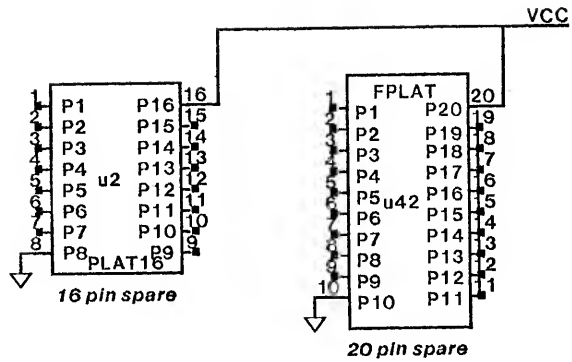 VCC
16
1 P1 P16
2 P2 P15 15
3 P3 P14 14
4 P4 P13 13
5 P5 P12 12
u2
6 P6 P11 11
7 P7 P10 10
8 P8 P9 9
PLAT16
16 pin spare
FPLAT
20
1 P1 P20
2 P2 P19 19
3 P3 P18 8
4 P4 P17 7
5 P5 P16 6
u42
6 P6 P15 5
7 P7 P14 4
8 P8 P13 3
9 P9 P12 2
10 P10 P11 1
20 pin spare